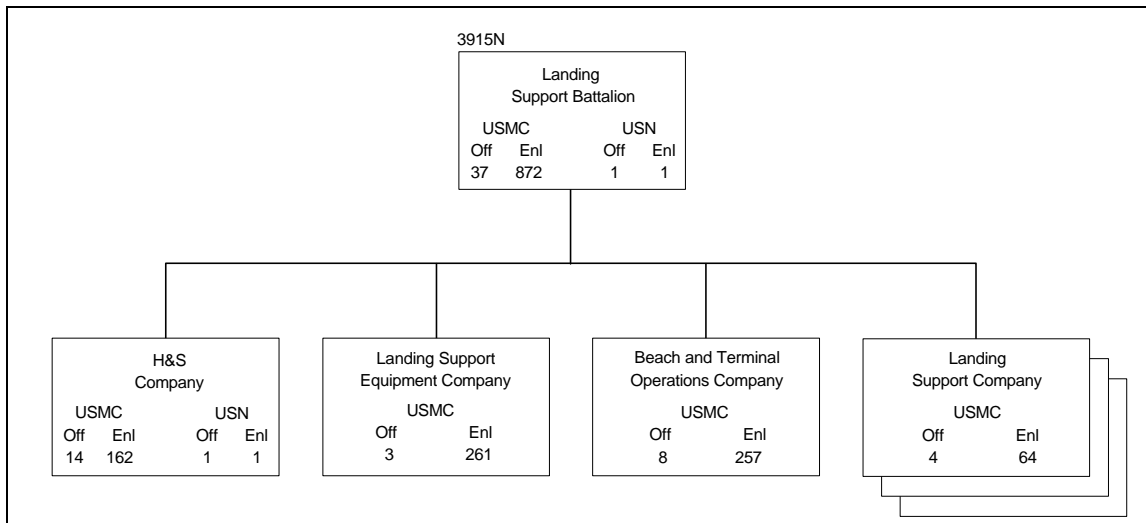 3915N
Landing
Support Battalion
USMC USN
Off Enl Off Enl
37 872 1 1
H&S
Company
USMC USN
Off Enl Off Enl
14 162 1 1
Landing Support
Equipment Company
USMC
Off Enl
3 261
Beach and Terminal
Operations Company
USMC
Off Enl
8 257
Landing
Support Company
USMC
Off Enl
4 64